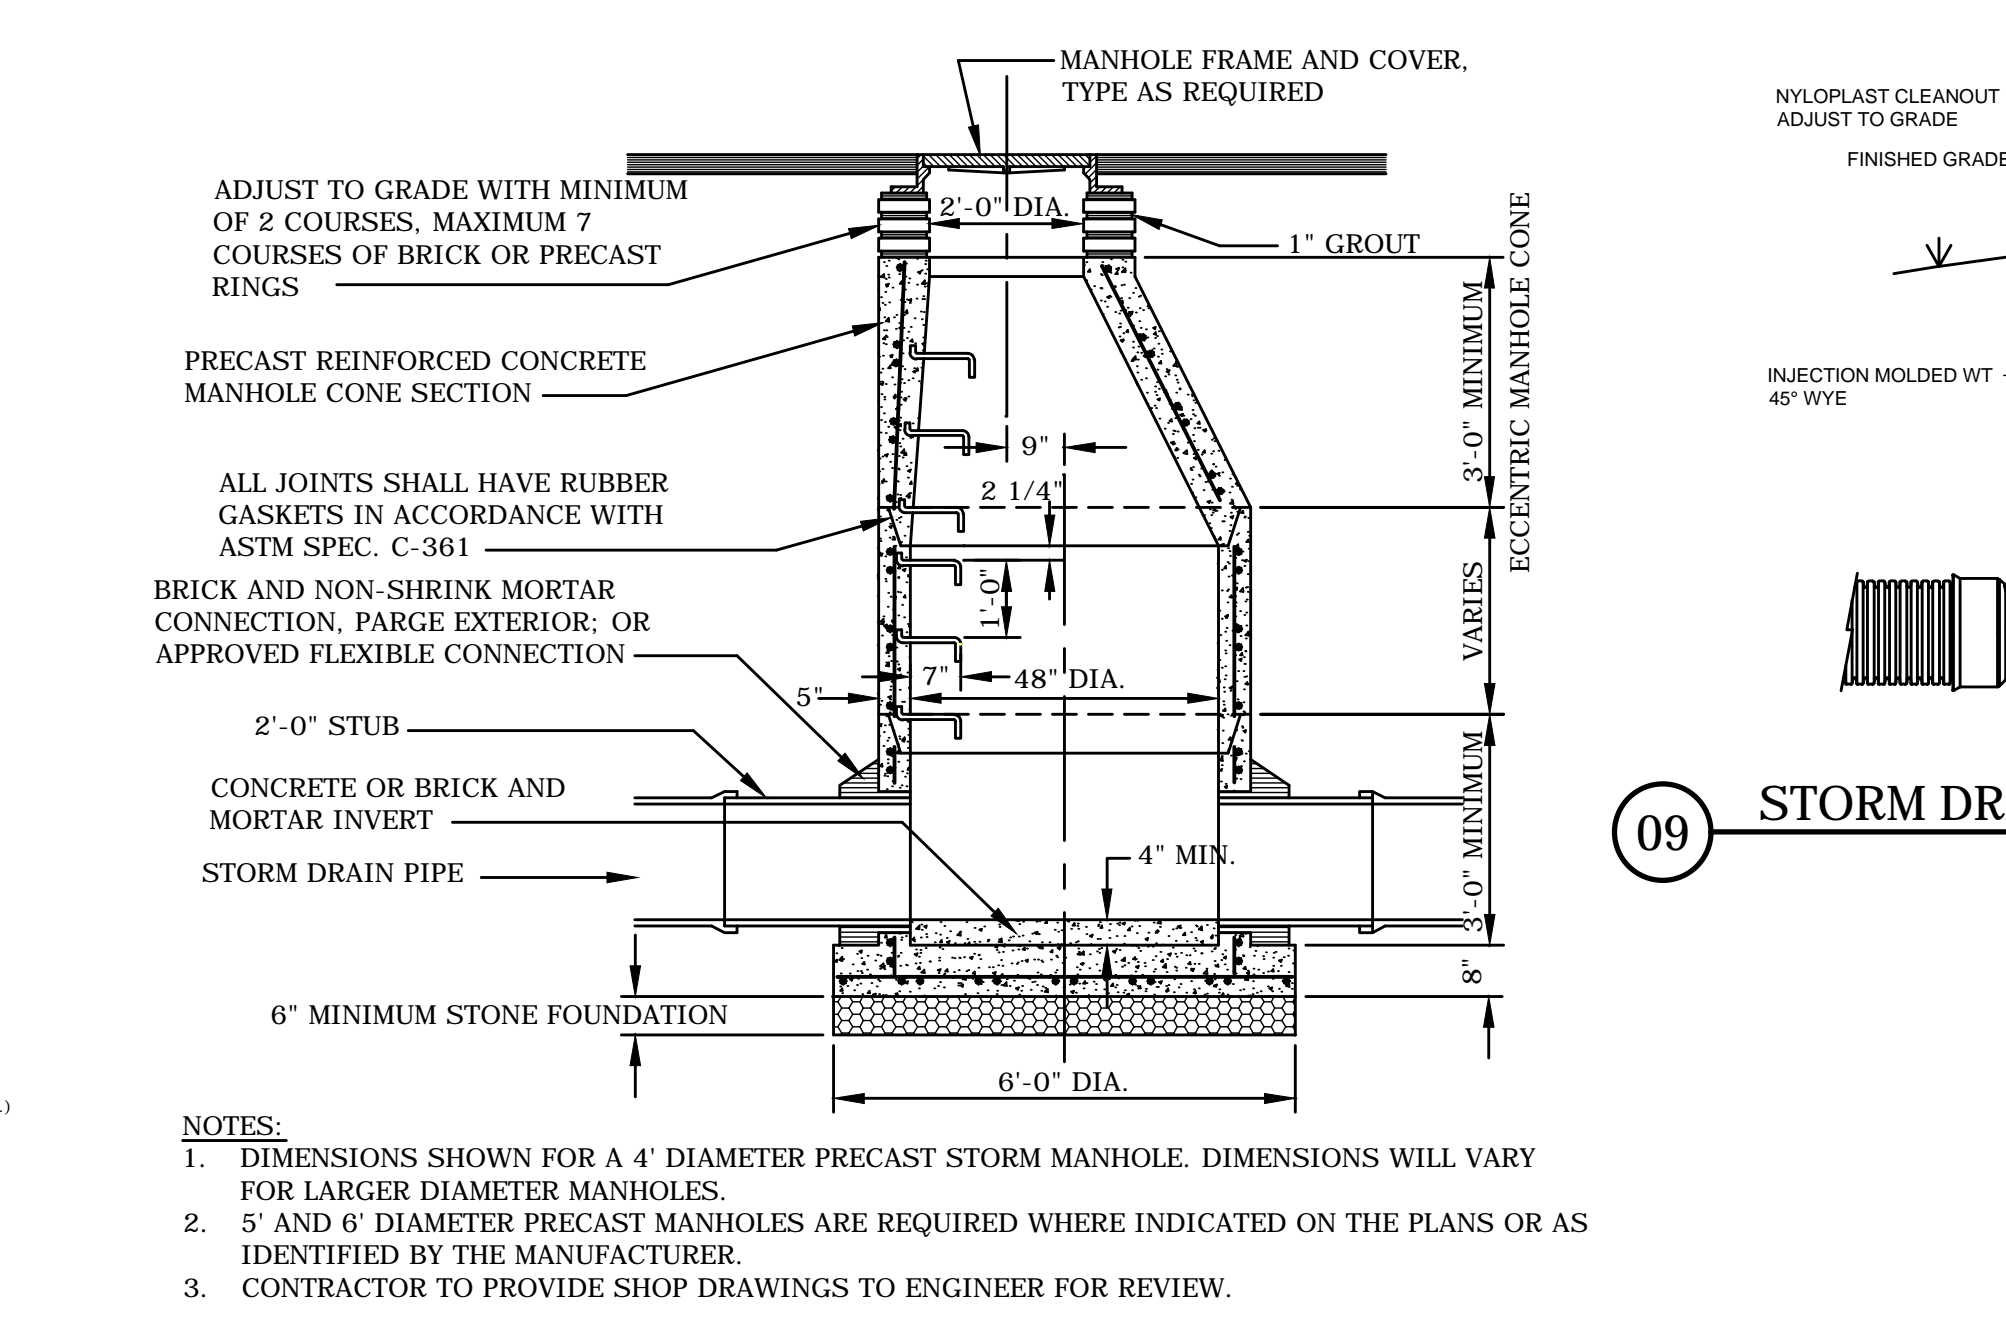 MANHOLE FRAME AND COVER,
TYPE AS REQUIRED
ADJUST TO GRADE WITH MINIMUM
OF 2 COURSES, MAXIMUM 7
COURSES OF BRICK OR PRECAST
RINGS
2'-0" DIA.
1" GROUT
PRECAST REINFORCED CONCRETE
MANHOLE CONE SECTION
3'-0" MINIMUM
ECCENTRIC MANHOLE CONE
9"
2 1/4"
ALL JOINTS SHALL HAVE RUBBER
GASKETS IN ACCORDANCE WITH
ASTM SPEC. C-361
BRICK AND NON-SHRINK MORTAR
CONNECTION, PARGE EXTERIOR; OR
APPROVED FLEXIBLE CONNECTION
1'-0"
VARIES
7"
48" DIA.
5"
2'-0" STUB
CONCRETE OR BRICK AND
MORTAR INVERT
STORM DRAIN PIPE
4" MIN.
3'-0" MINIMUM
8"
6" MINIMUM STONE FOUNDATION
6'-0" DIA.
NOTES:
1. DIMENSIONS SHOWN FOR A 4' DIAMETER PRECAST STORM MANHOLE. DIMENSIONS WILL VARY
FOR LARGER DIAMETER MANHOLES.
2. 5' AND 6' DIAMETER PRECAST MANHOLES ARE REQUIRED WHERE INDICATED ON THE PLANS OR AS
IDENTIFIED BY THE MANUFACTURER.
3. CONTRACTOR TO PROVIDE SHOP DRAWINGS TO ENGINEER FOR REVIEW.
.)
NYLOPLAST CLEANOUT
ADJUST TO GRADE
FINISHED GRADE
INJECTION MOLDED WT
45° WYE
09
STORM DR